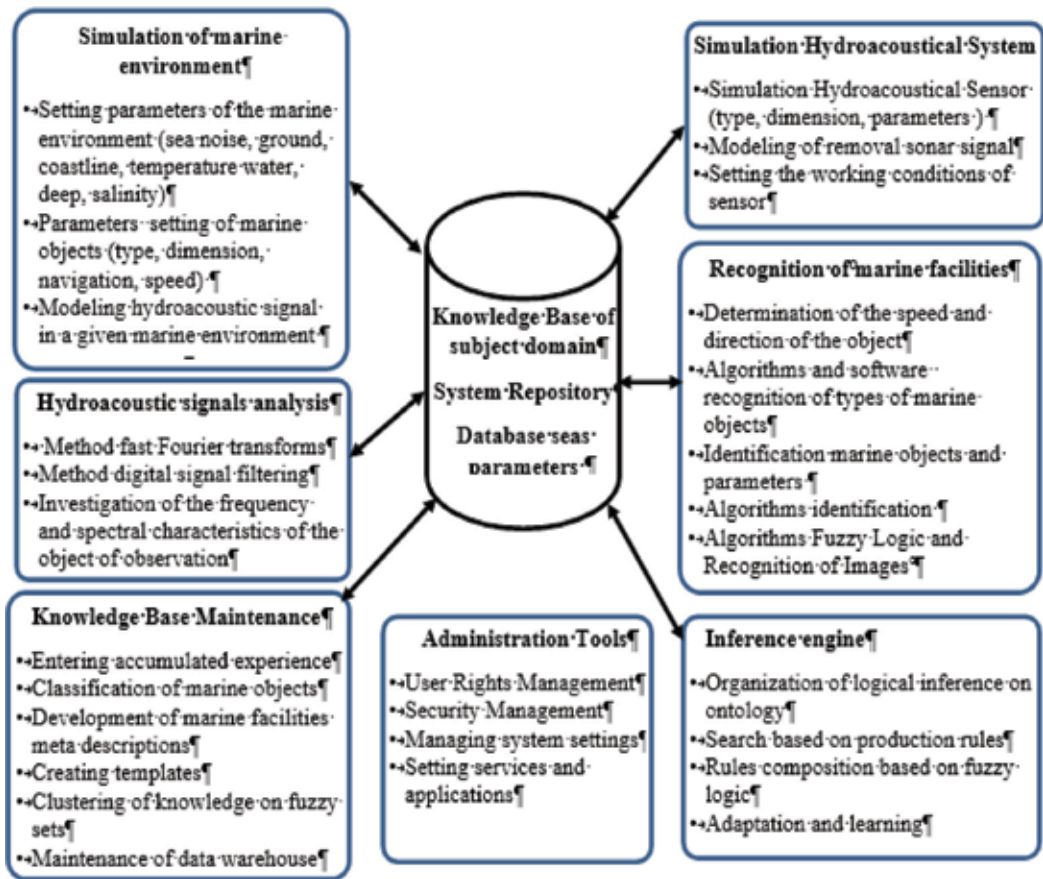 Simulation·of·marine·
environment¶
•→Setting·parameters·of·the·marine·
environment·(sea·noise,·ground,·
coastline,·temperature·water,·
deep,·salinity)¶
•→Parameters··setting·of·marine·
objects·(type,·dimension,·
navigation,·speed)·¶
•→Modeling·hydroacoustic·signal·
in·a·given·marine·environment·¶
Hydroacoustic·signals·analysis¶
•→Method·fast·Fourier·transforms¶
•→Method·digital·signal·filtering¶
•→Investigation·of·the·frequency·
and·spectral·characteristics·of·the·
object·of·observation¶
Knowledge·Base·Maintenance¶
•→Entering·accumulated·experience¶
•→Classification·of·marine·objects¶
•→Development·of·marine·facilities·
meta·descriptions¶
•→Creating·templates¶
•→Clustering·of·knowledge·on·fuzzy·
sets¶
•→Maintenance·of·data·warehouse¶
Knowledge·Base·of·
subject·domain¶
System·Repository·
Database·seas·
parameters·¶
Administration·Tools¶
•→User·Rights·Management¶
•→Security·Management¶
•→Managing·system·settings¶
•→Setting·services·and·
applications¶
Simulation·Hydroacoustical·System
•→Simulation·Hydroacoustical·Sensor·
(type,·dimension,·parameters·)·¶
•→Modeling·of·removal·sonar·signal¶
•→Setting·the·working·conditions·of·
sensor¶
Recognition·of·marine·facilities¶
•→Determination·of·the·speed·and·
direction·of·the·object¶
•→Algorithms·and·software··
recognition·of·types·of·marine·
objects¶
•→Identification·marine·objects·and·
parameters·¶
•→Algorithms·identification·¶
•→Algorithms·Fuzzy·Logic·and·
Recognition·of·Images·¶
Inference·engine¶
•→Organization·of·logical·inference·on·
ontology¶
•→Search·based·on·production·rules¶
•→Rules·composition·based·on·fuzzy·
logic¶
•→Adaptation·and·learning¶